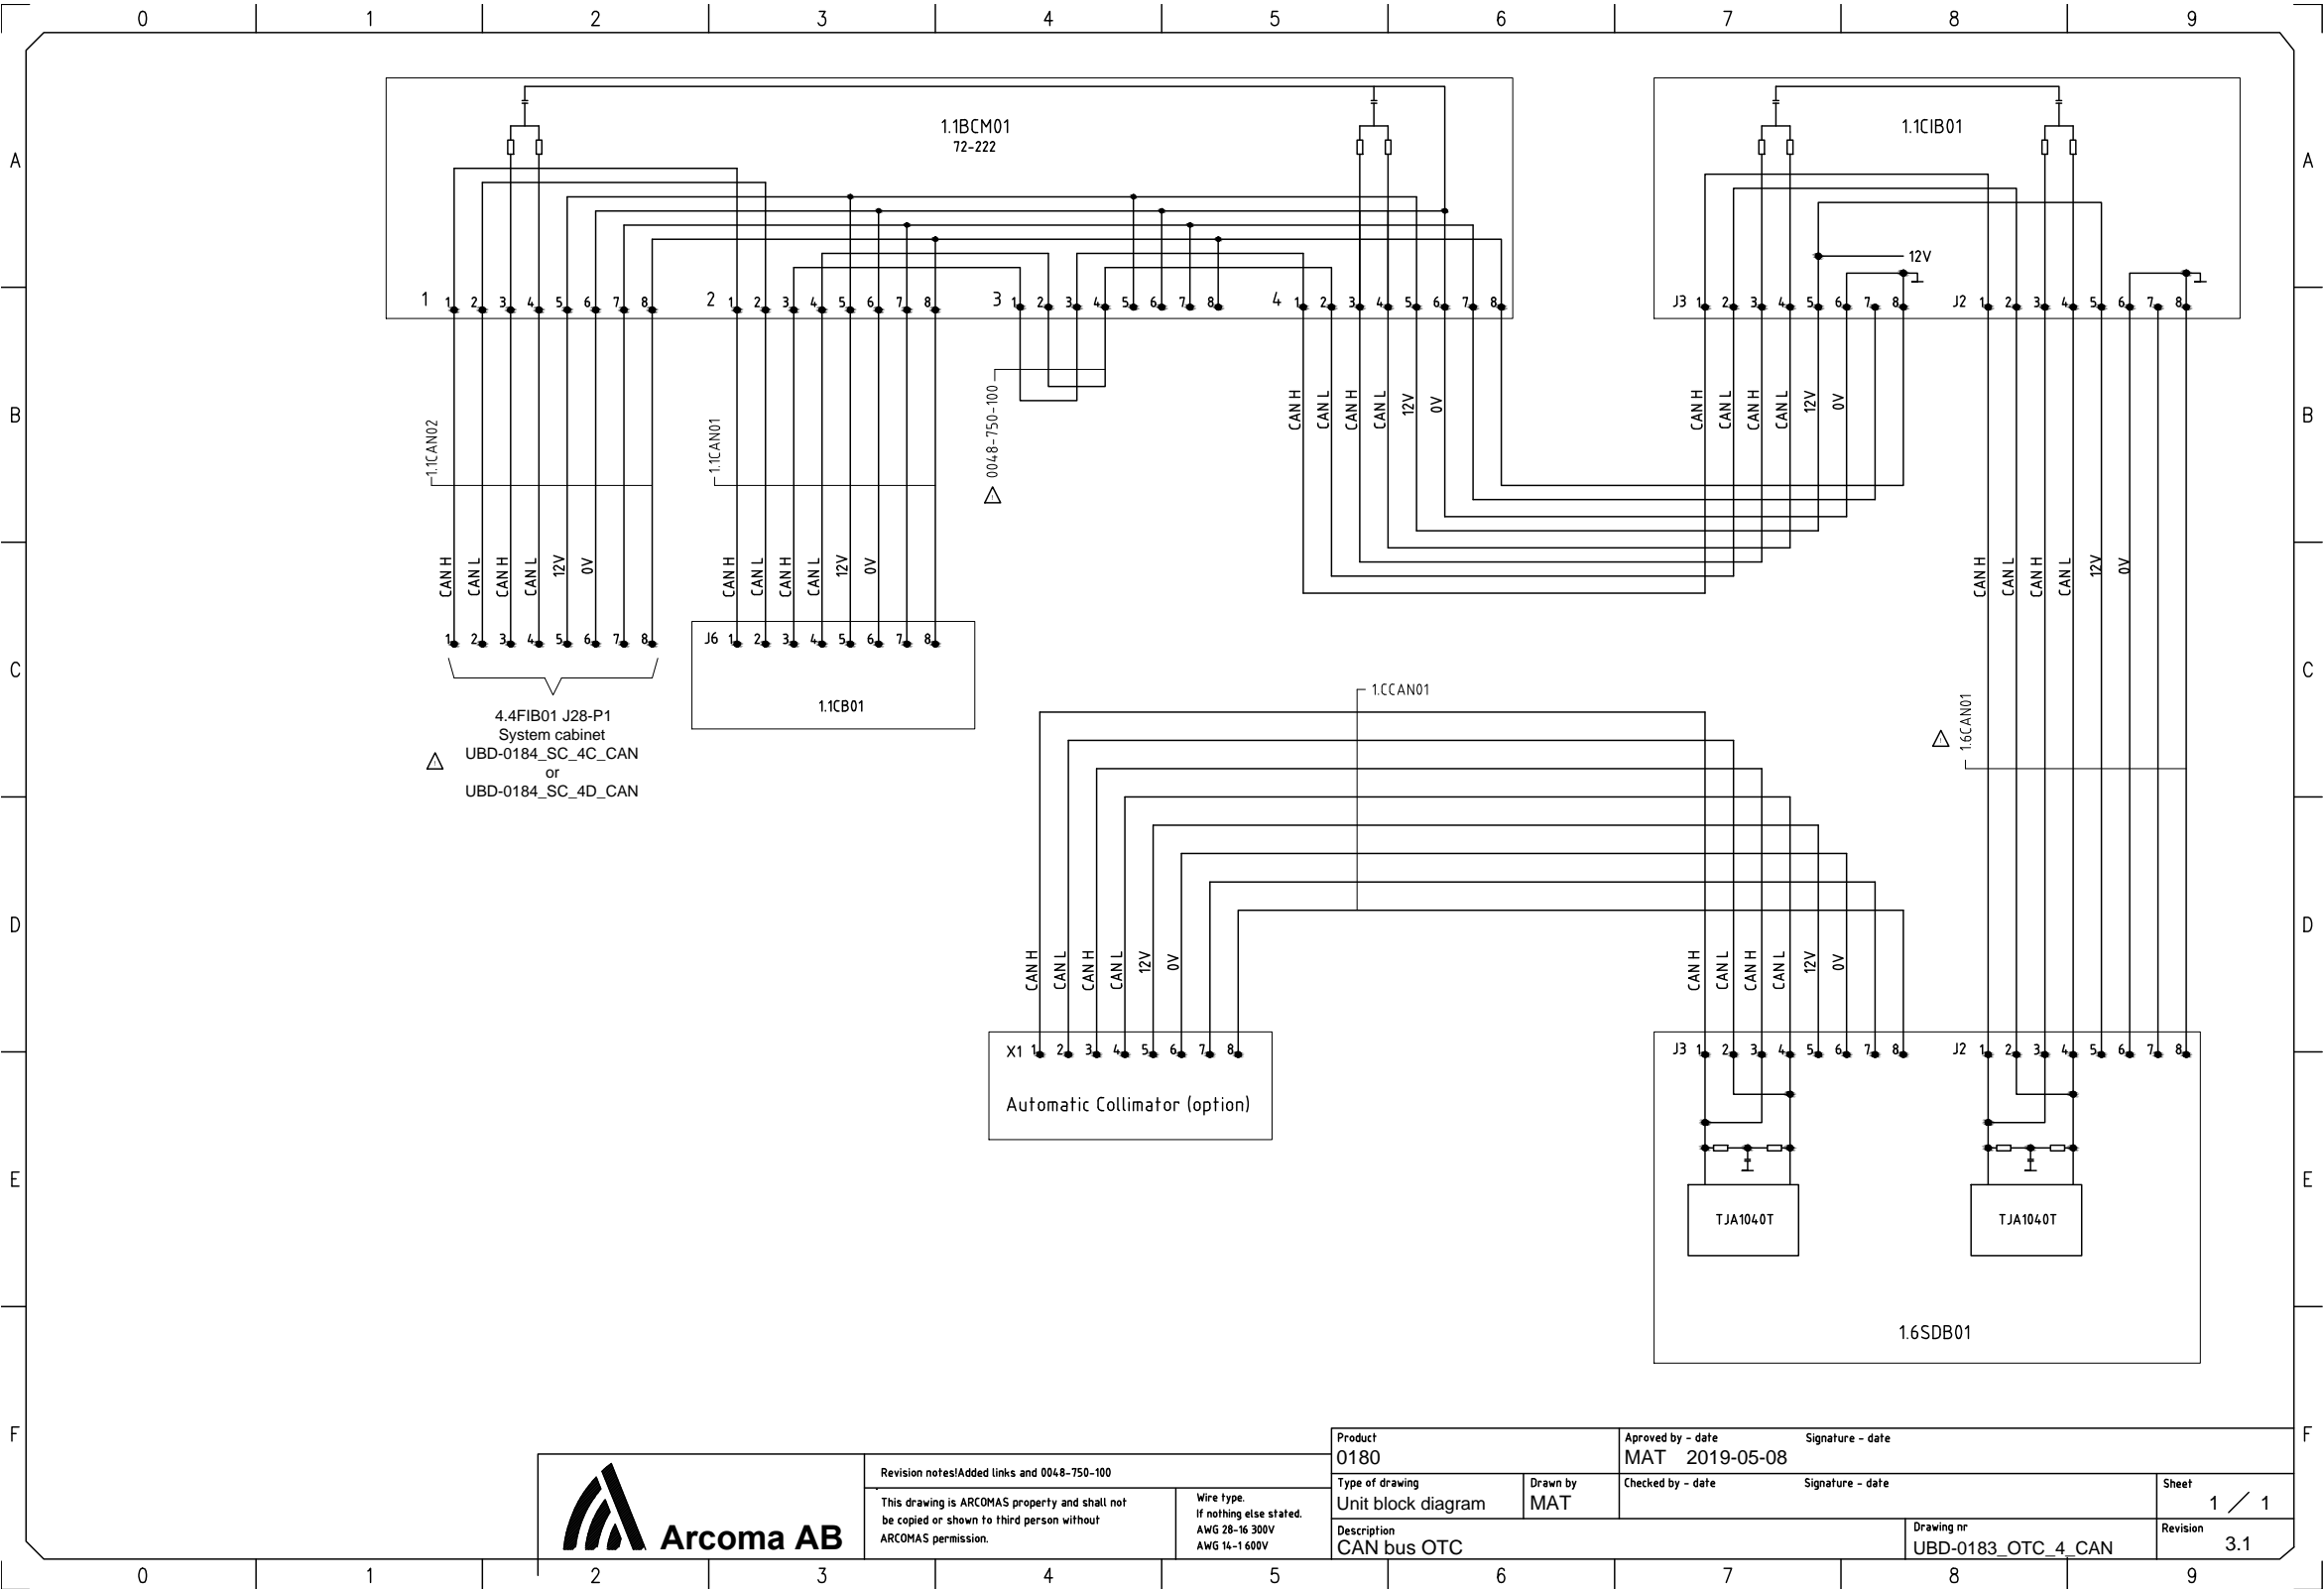 0 1 2 3 4 5 6 7 8 9
A A
1.1BCM01
72-222
1.1CIB01
12V
1 1 2 3 4 5 6 7 8 2 1 2 3 4 5 6 7 8 3 1 2 3 4 5 6 7 8 4 1 2 3 4 5 6 7 8 J3 1 2 3 4 5 6 7 8 J2 1 2 3 4 5 6 7 8
B B
1.1CAN02
1.1CAN01
0048-750-100
CAN H CAN L CAN H CAN L 12V 0V
CAN H CAN L CAN H CAN L 12V 0V
CAN H CAN L CAN H CAN L 12V 0V
CAN H CAN L CAN H CAN L 12V 0V
CAN H CAN L CAN H CAN L 12V 0V
1 2 3 4 5 6 7 8
J6 1 2 3 4 5 6 7 8
C C
1.1CB01
1.CCAN01
1.6CAN01
4.4FIB01 J28-P1
System cabinet
UBD-0184_SC_4C_CAN
or
UBD-0184_SC_4D_CAN
D D
CAN H CAN L CAN H CAN L 12V 0V
CAN H CAN L CAN H CAN L 12V 0V
X1 1 2 3 4 5 6 7 8
J3 1 2 3 4 5 6 7 8 J2 1 2 3 4 5 6 7 8
Automatic Collimator (option)
E E
TJA1040T TJA1040T
1.6SDB01
F F
Arcoma AB
Revision notes!Added links and 0048-750-100
This drawing is ARCOMAS property and shall not
be copied or shown to third person without
ARCOMAS permission.
Wire type.
If nothing else stated.
AWG 28-16 300V
AWG 14-1 600V
Product
0180
Aproved by - date Signature - date
MAT 2019-05-08
Type of drawing
Unit block diagram
Drawn by
MAT
Checked by - date Signature - date
Sheet
1 / 1
Description
CAN bus OTC
Drawing nr
UBD-0183_OTC_4_CAN
Revision
3.1
0 1 2 3 4 5 6 7 8 9